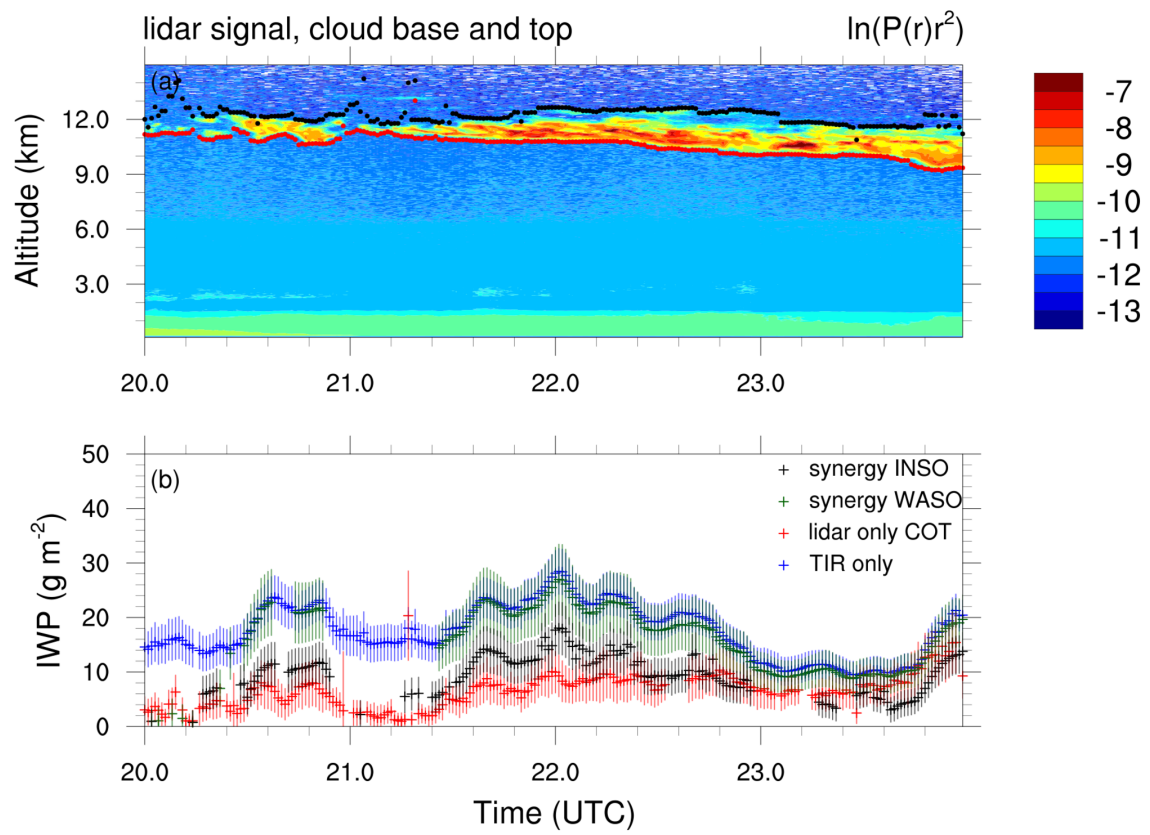 lidar signal, cloud base and top
ln(P(r)r²)
(a)
Altitude (km)
12.0
9.0
6.0
3.0
20.0 21.0 22.0 23.0
-7
-8
-9
-10
-11
-12
-13
(b)
IWP (g m⁻²)
50
40
30
20
10
0
synergy INSO
synergy WASO
lidar only COT
TIR only
20.0 21.0 22.0 23.0
Time (UTC)